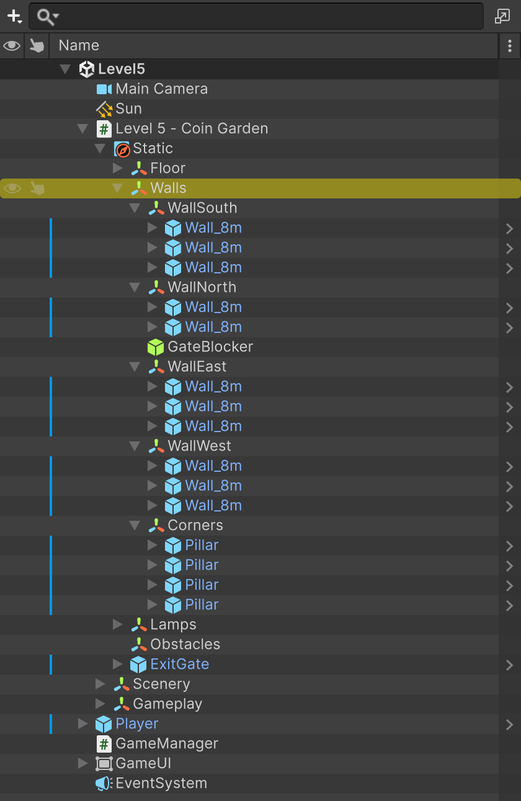 Name
Level5
Main Camera
Sun
Level 5 - Coin Garden
Static
Floor
Walls
WallSouth
Wall_8m
Wall_8m
Wall_8m
WallNorth
Wall_8m
Wall_8m
GateBlocker
WallEast
Wall_8m
Wall_8m
Wall_8m
WallWest
Wall_8m
Wall_8m
Wall_8m
Corners
Pillar
Pillar
Pillar
Pillar
Lamps
Obstacles
ExitGate
Scenery
Gameplay
Player
GameManager
GameUI
EventSystem